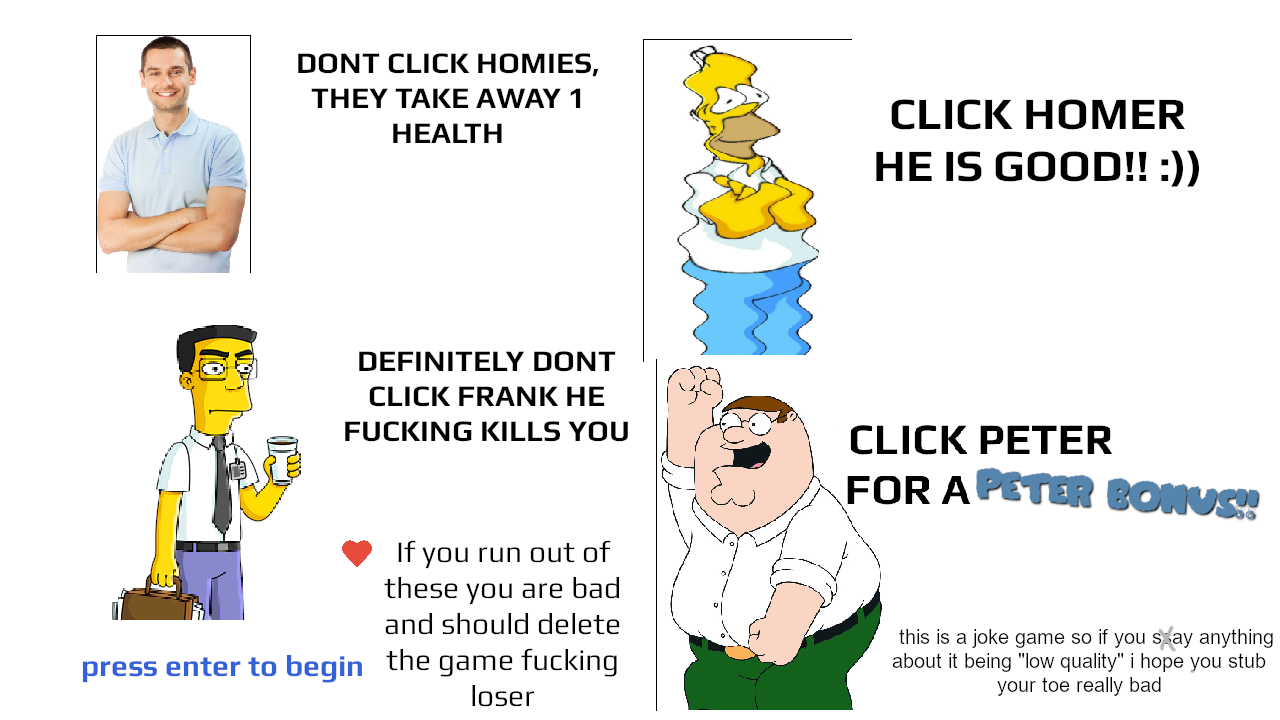 DONT CLICK HOMIES,
THEY TAKE AWAY 1
HEALTH
CLICK HOMER
HE IS GOOD!! :))
DEFINITELY DONT
CLICK FRANK HE
FUCKING KILLS YOU
CLICK PETER
FOR A PETER BONUS!!
If you run out of
these you are bad
and should delete
the game fucking
loser
press enter to begin
this is a joke game so if you sxay anything
about it being "low quality" i hope you stub
your toe really bad